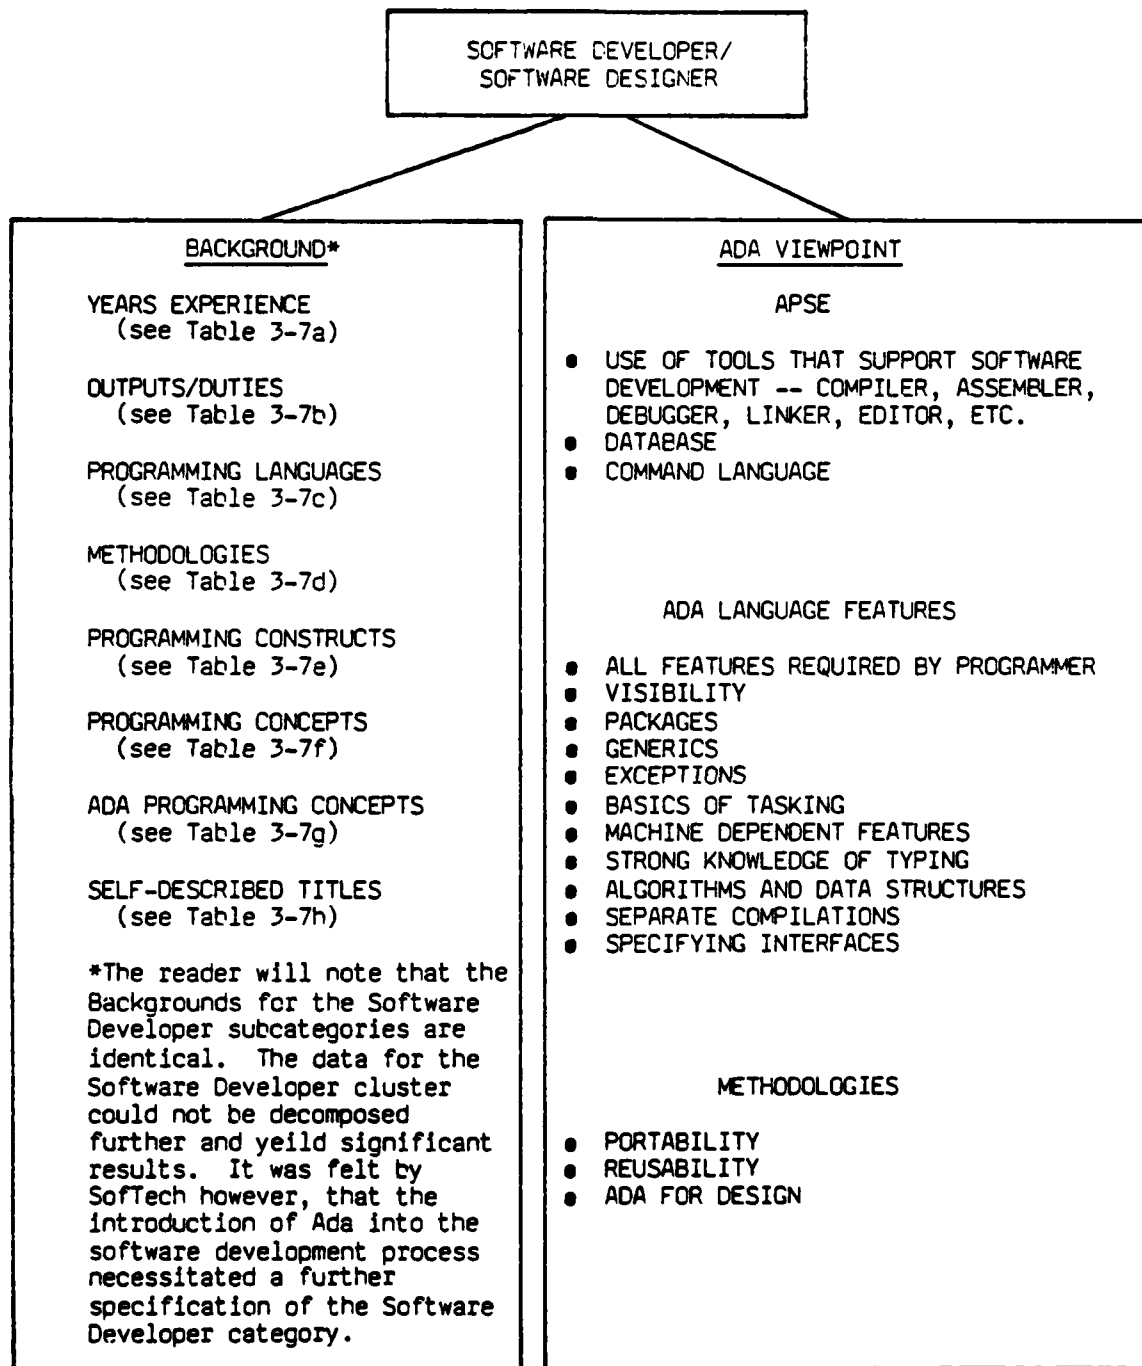 SOFTWARE DEVELOPER/
SOFTWARE DESIGNER
BACKGROUND*
YEARS EXPERIENCE
(see Table 3-7a)
OUTPUTS/DUTIES
(see Table 3-7b)
PROGRAMMING LANGUAGES
(see Table 3-7c)
METHODOLOGIES
(see Table 3-7d)
PROGRAMMING CONSTRUCTS
(see Table 3-7e)
PROGRAMMING CONCEPTS
(see Table 3-7f)
ADA PROGRAMMING CONCEPTS
(see Table 3-7g)
SELF-DESCRIBED TITLES
(see Table 3-7h)
*The reader will note that the
Backgrounds for the Software
Developer subcategories are
identical. The data for the
Software Developer cluster
could not be decomposed
further and yeild significant
results. It was felt by
SofTech however, that the
introduction of Ada into the
software development process
necessitated a further
specification of the Software
Developer category.
ADA VIEWPOINT
APSE
• USE OF TOOLS THAT SUPPORT SOFTWARE
DEVELOPMENT -- COMPILER, ASSEMBLER,
DEBUGGER, LINKER, EDITOR, ETC.
• DATABASE
• COMMAND LANGUAGE
ADA LANGUAGE FEATURES
• ALL FEATURES REQUIRED BY PROGRAMMER
• VISIBILITY
• PACKAGES
• GENERICS
• EXCEPTIONS
• BASICS OF TASKING
• MACHINE DEPENDENT FEATURES
• STRONG KNOWLEDGE OF TYPING
• ALGORITHMS AND DATA STRUCTURES
• SEPARATE COMPILATIONS
• SPECIFYING INTERFACES
METHODOLOGIES
• PORTABILITY
• REUSABILITY
• ADA FOR DESIGN